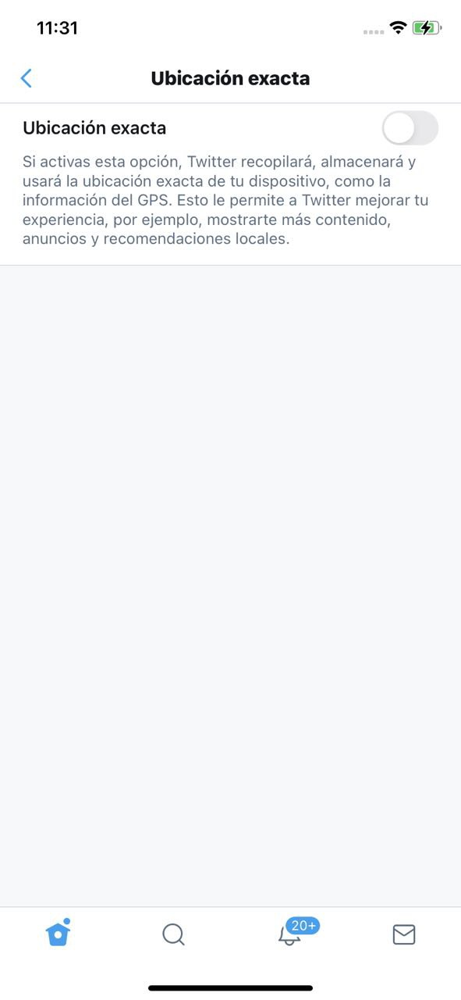 11:31
Ubicación exacta
Ubicación exacta
Si activas esta opción, Twitter recopilará, almacenará y
usará la ubicación exacta de tu dispositivo, como la
información del GPS. Esto le permite a Twitter mejorar tu
experiencia, por ejemplo, mostrarte más contenido,
anuncios y recomendaciones locales.
20+